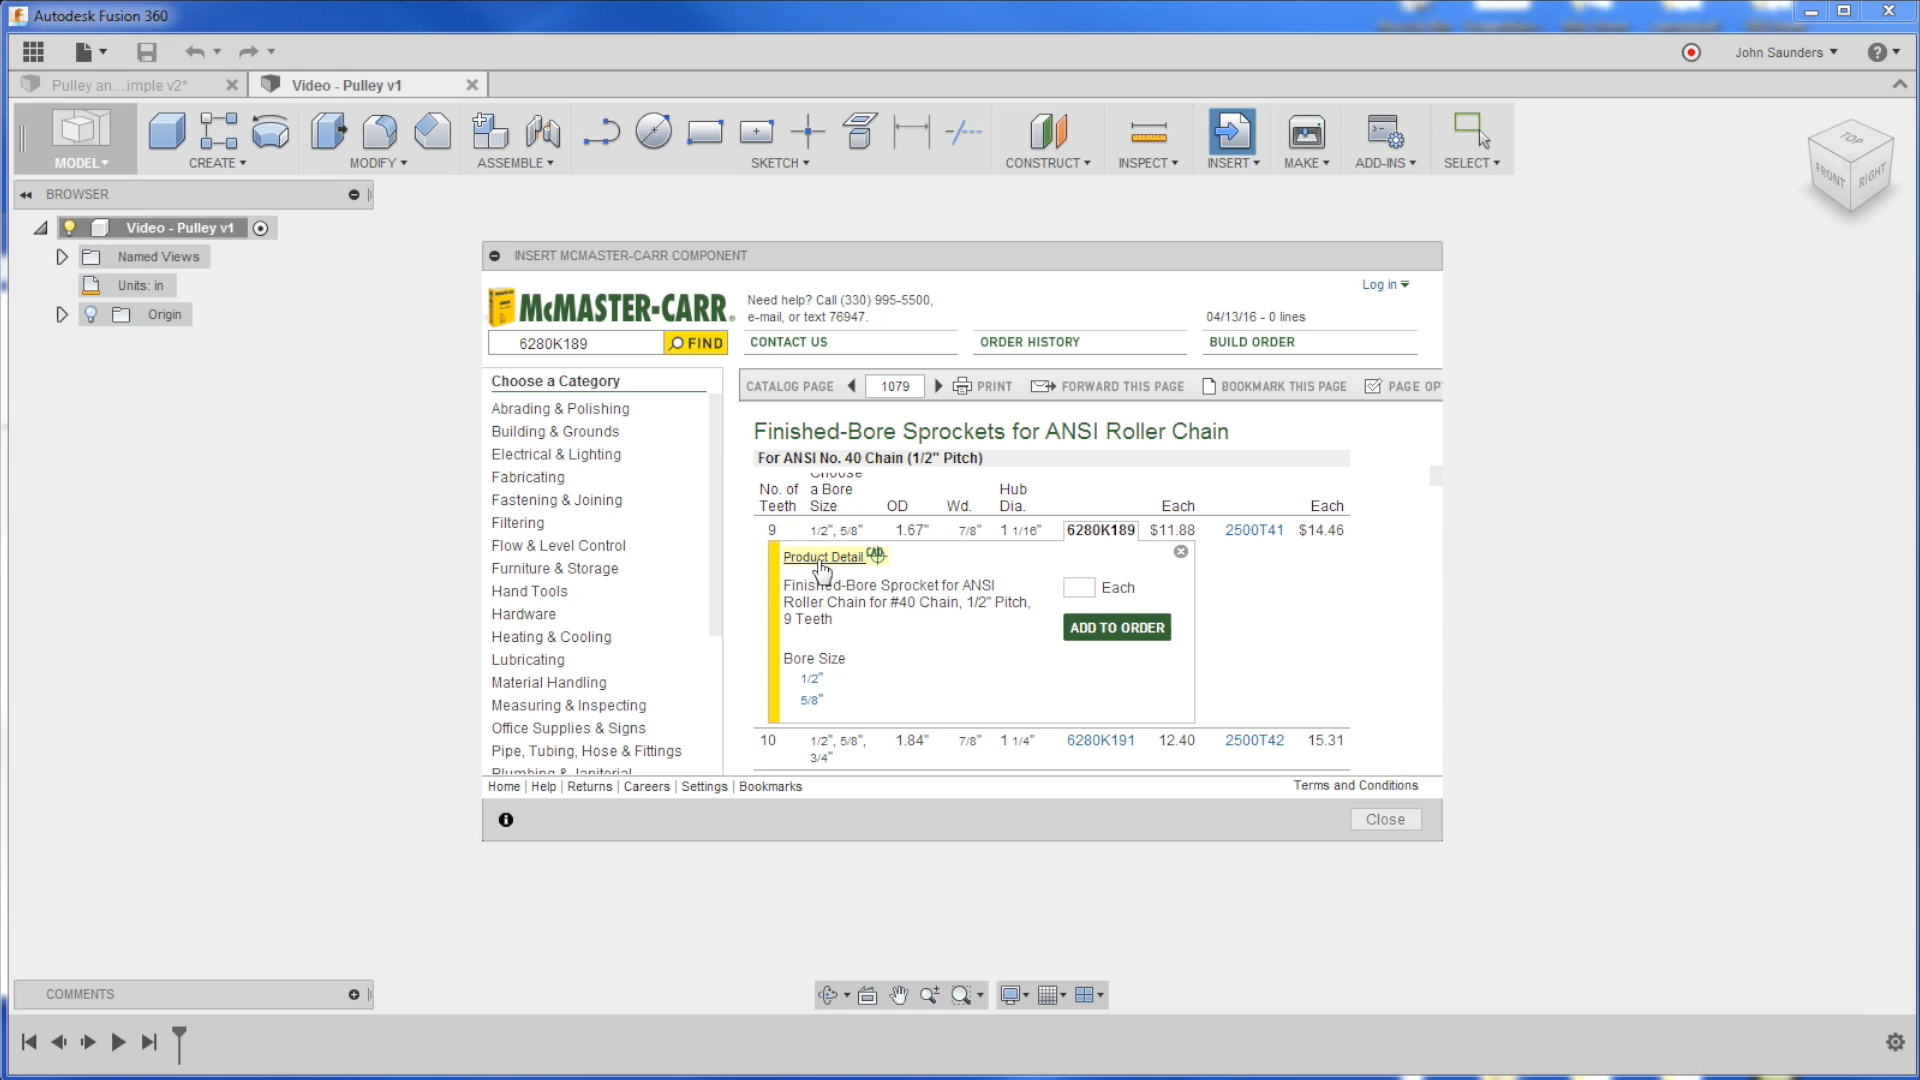 Autodesk Fusion 360
John Saunders
Pulley an...imple v2*
Video - Pulley v1
MODEL
CREATE
MODIFY
ASSEMBLE
SKETCH
CONSTRUCT
INSPECT
INSERT
MAKE
ADD-INS
SELECT
TOP
FRONT
RIGHT
BROWSER
Video - Pulley v1
Named Views
Units: in
Origin
INSERT MCMASTER-CARR COMPONENT
Log in
McMASTER-CARR®
Need help? Call (330) 995-5500,
e-mail, or text 76947.
04/13/16 - 0 lines
6280K189
FIND
CONTACT US
ORDER HISTORY
BUILD ORDER
Choose a Category
Abrading & Polishing
Building & Grounds
Electrical & Lighting
Fabricating
Fastening & Joining
Filtering
Flow & Level Control
Furniture & Storage
Hand Tools
Hardware
Heating & Cooling
Lubricating
Material Handling
Measuring & Inspecting
Office Supplies & Signs
Pipe, Tubing, Hose & Fittings
Plumbing & Janitorial
CATALOG PAGE 1079 PRINT FORWARD THIS PAGE BOOKMARK THIS PAGE PAGE OP
Finished-Bore Sprockets for ANSI Roller Chain
For ANSI No. 40 Chain (1/2" Pitch)
Choose
No. of a Bore Hub
Teeth Size OD Wd. Dia. Each Each
9 1/2", 5/8" 1.67" 7/8" 1 1/16" 6280K189 $11.88 2500T41 $14.46
Product Detail CAD
Finished-Bore Sprocket for ANSI
Roller Chain for #40 Chain, 1/2" Pitch,
9 Teeth
Each
ADD TO ORDER
Bore Size
1/2"
5/8"
10 1/2", 5/8", 1.84" 7/8" 1 1/4" 6280K191 12.40 2500T42 15.31
3/4"
Home | Help | Returns | Careers | Settings | Bookmarks
Terms and Conditions
Close
COMMENTS